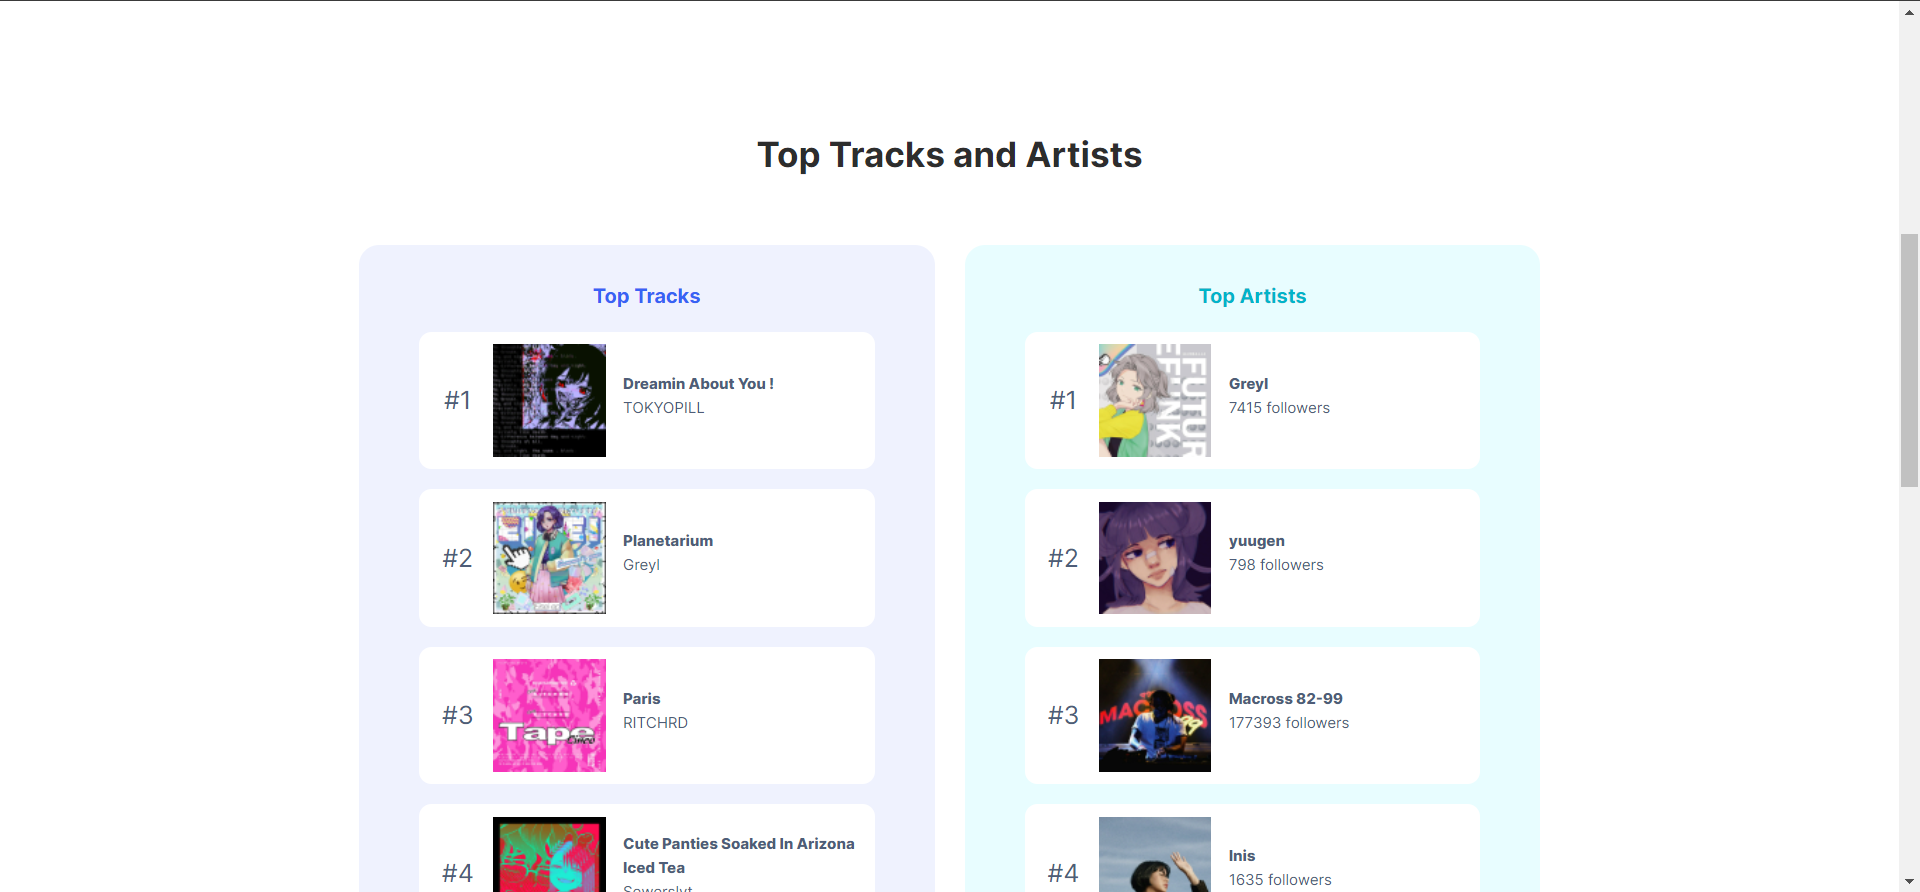 Top Tracks and Artists
Top Tracks
#1
Dreamin About You !
TOKYOPILL
#2
Planetarium
Greyl
#3
Paris
RITCHRD
Tape
#4
Cute Panties Soaked In Arizona
Iced Tea
Sewerslvt
Top Artists
#1
FUTUR
FUNK
Greyl
7415 followers
#2
yuugen
798 followers
#3
MACROSS
Macross 82-99
177393 followers
#4
Inis
1635 followers